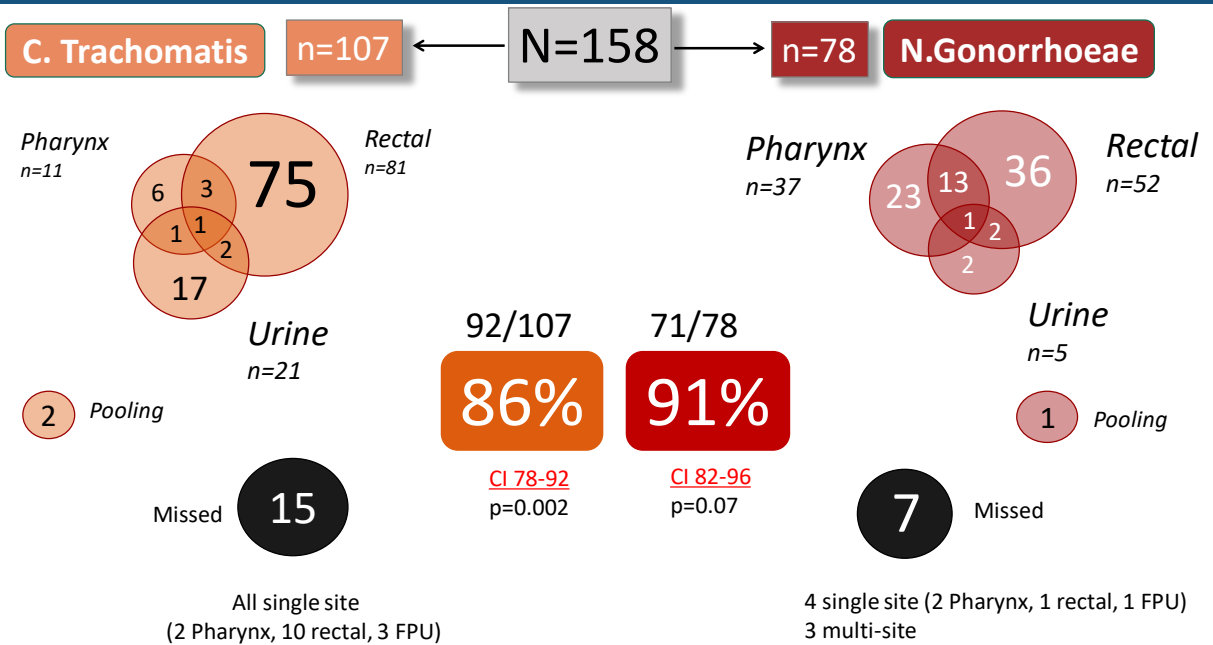 C. Trachomatis
n=107
N=158
n=78
N.Gonorrhoeae
Pharynx
n=11
Rectal
n=81
6
3
75
1
1
2
17
Urine
n=21
Pharynx
n=37
Rectal
n=52
23
13
36
1
2
2
Urine
n=5
92/107
71/78
86%
91%
CI 78-92
p=0.002
CI 82-96
p=0.07
2
Pooling
1
Pooling
Missed
15
7
Missed
All single site
(2 Pharynx, 10 rectal, 3 FPU)
4 single site (2 Pharynx, 1 rectal, 1 FPU)
3 multi-site